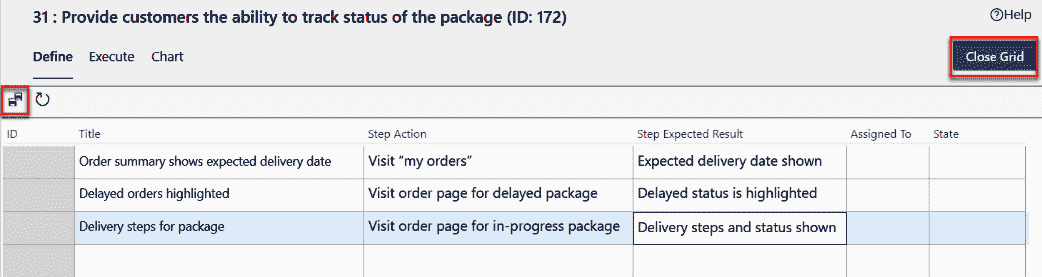 31 : Provide customers the ability to track status of the package (ID: 172)
Help
Define Execute Chart
Close Grid
ID Title Step Action Step Expected Result Assigned To State
Order summary shows expected delivery date Visit “my orders” Expected delivery date shown
Delayed orders highlighted Visit order page for delayed package Delayed status is highlighted
Delivery steps for package Visit order page for in-progress package Delivery steps and status shown